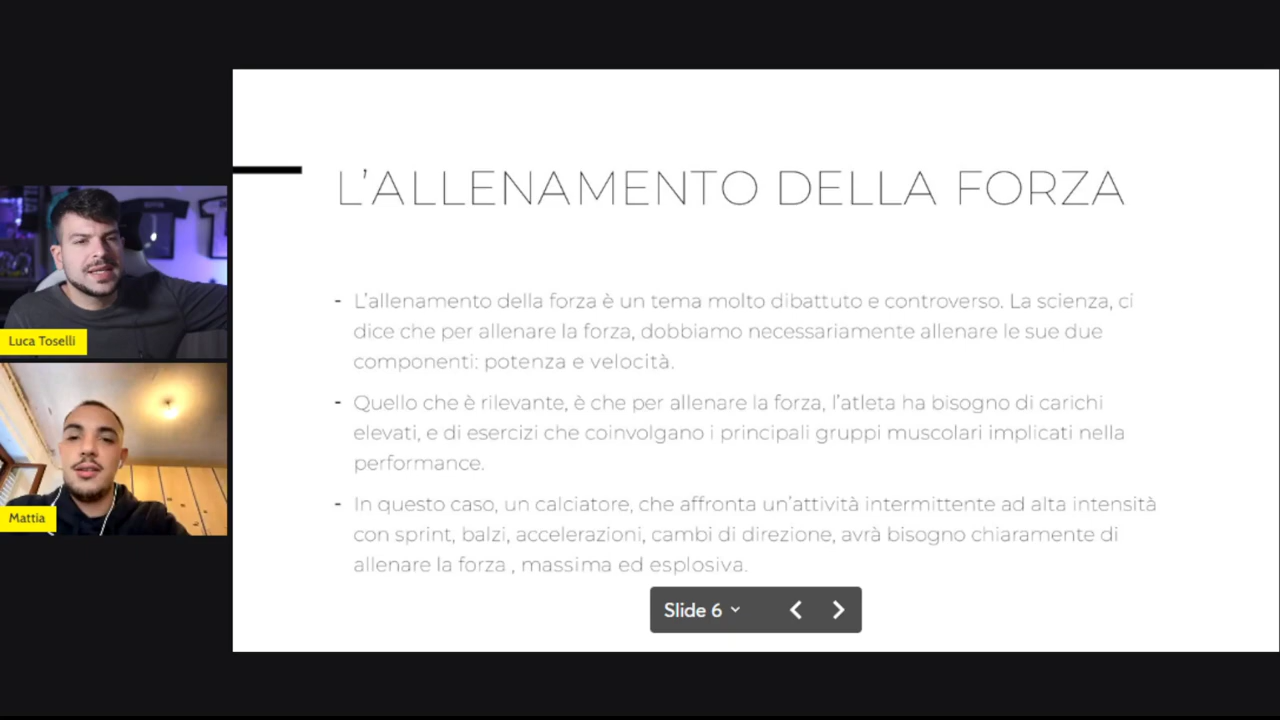 L'ALLENAMENTO DELLA FORZA
Luca Toselli
Mattia
- L'allenamento della forza è un tema molto dibattuto e controverso. La scienza, ci
dice che per allenare la forza, dobbiamo necessariamente allenare le sue due
componenti: potenza e velocità.
- Quello che è rilevante, è che per allenare la forza, l'atleta ha bisogno di carichi
elevati, e di esercizi che coinvolgano i principali gruppi muscolari implicati nella
performance.
- In questo caso, un calciatore, che affronta un'attività intermittente ad alta intensità
con sprint, balzi, accelerazioni, cambi di direzione, avrà bisogno chiaramente di
allenare la forza , massima ed esplosiva.
Slide 6